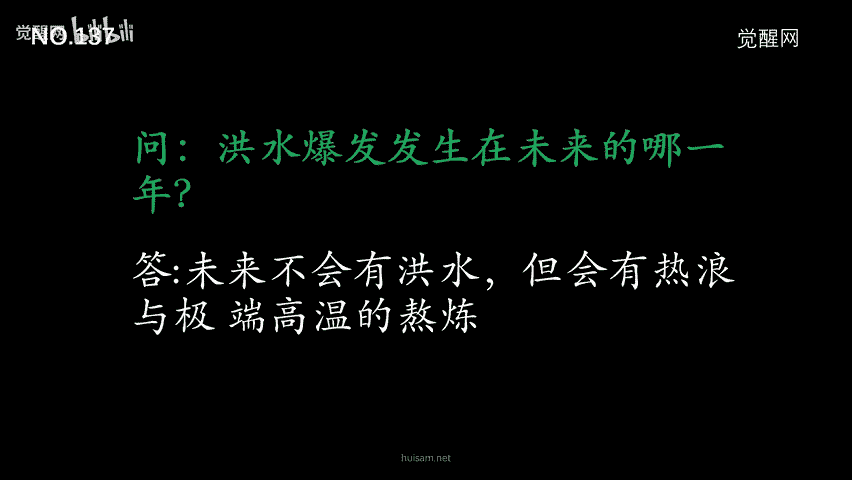 觉醒网 bilibili
NO.137
觉醒网
问：洪水爆发发生在未来的哪一
年?
答:未来不会有洪水，但会有热浪
与极 端高温的熬炼
huisam.net